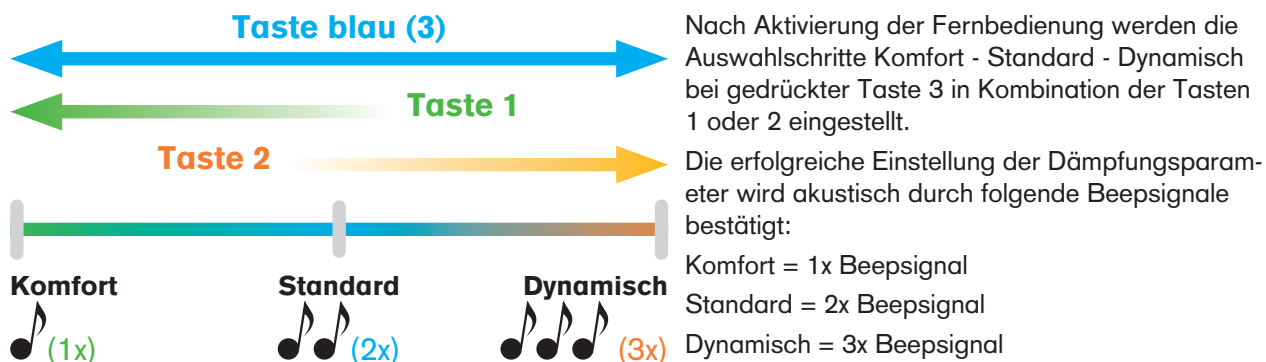 Taste blau (3)
Taste 1
Taste 2
Komfort
Standard
Dynamisch
(1x)
(2x)
(3x)
Nach Aktivierung der Fernbedienung werden die
Auswahlschritte Komfort - Standard - Dynamisch
bei gedrückter Taste 3 in Kombination der Tasten
1 oder 2 eingestellt.
Die erfolgreiche Einstellung der Dämpfungsparam-
eter wird akustisch durch folgende Beepsignale
bestätigt:
Komfort = 1x Beepsignal
Standard = 2x Beepsignal
Dynamisch = 3x Beepsignal